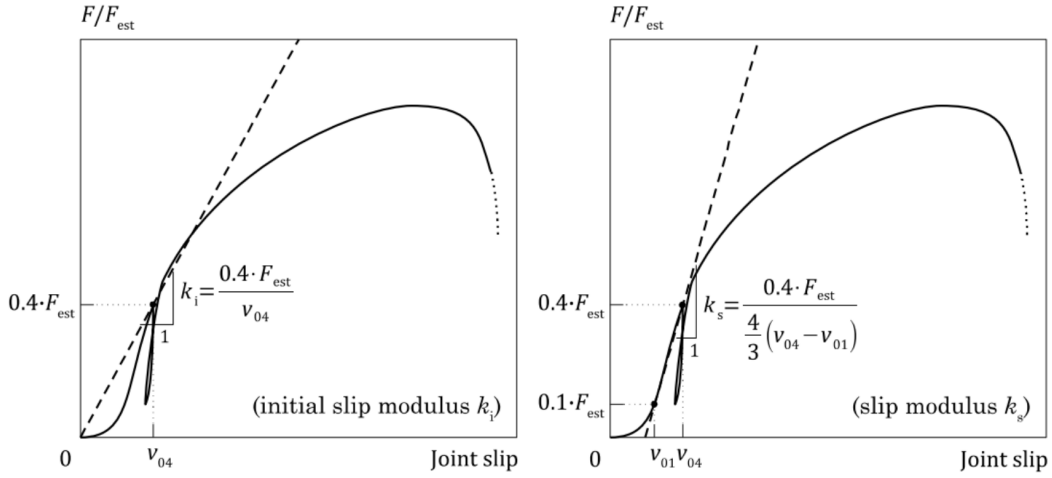 F/F_est
0.4·F_est
k_i = 0.4·F_est / v_04
1
(initial slip modulus k_i)
0
v_04
Joint slip
F/F_est
0.4·F_est
k_s = 0.4·F_est / 4/3 (v_04 − v_01)
1
0.1·F_est
(slip modulus k_s)
0
v_01 v_04
Joint slip